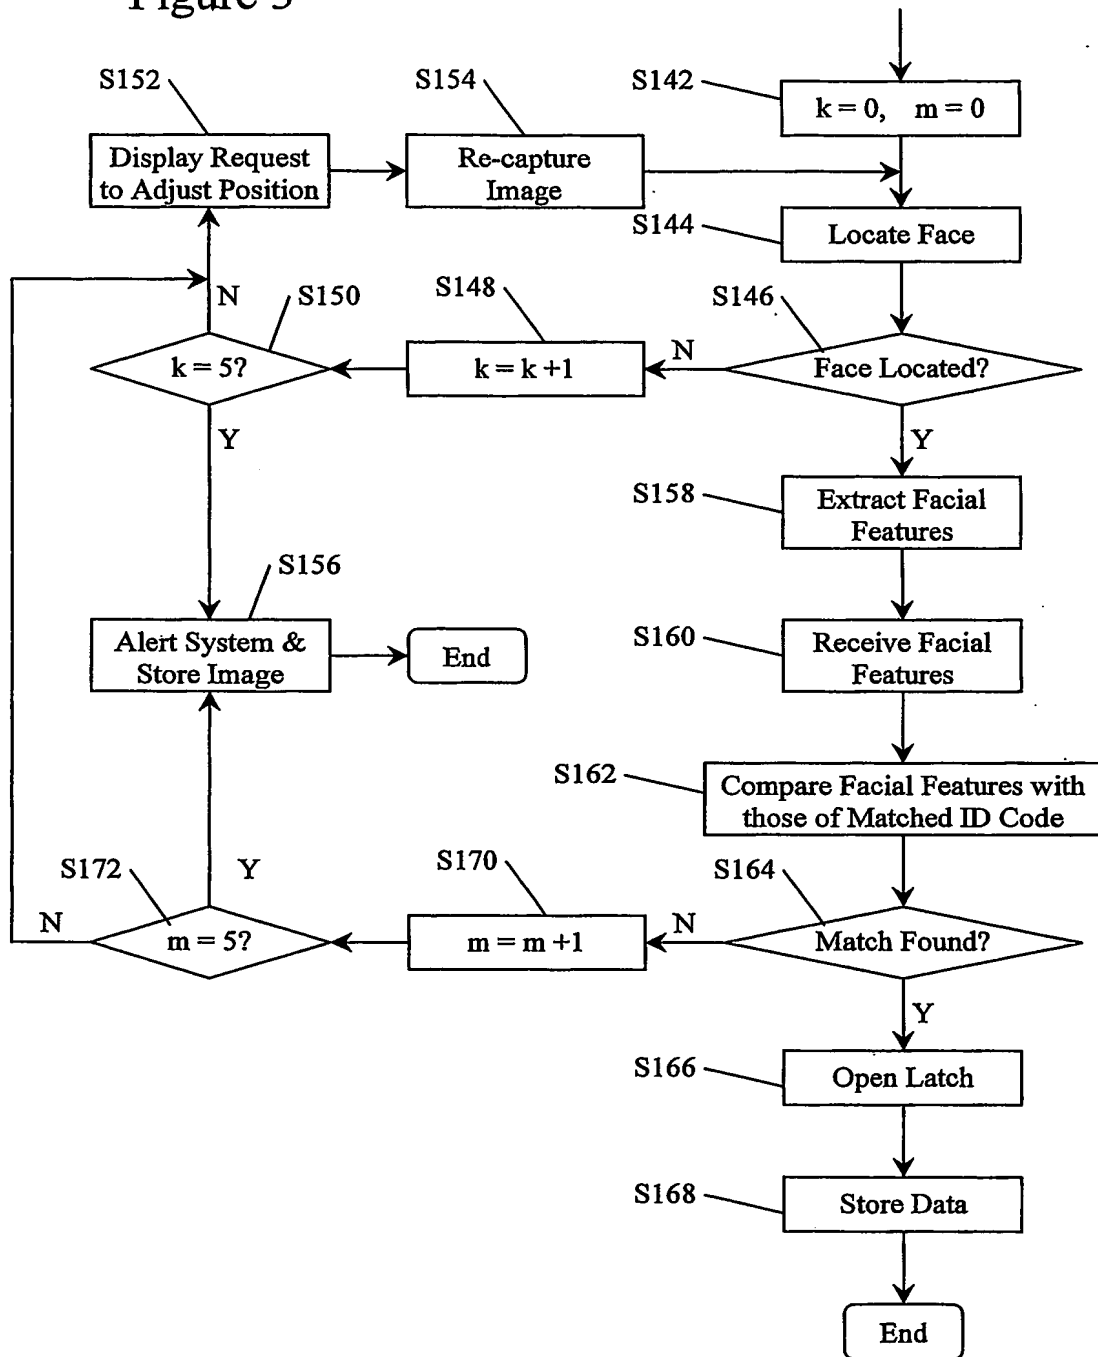 Figure 3
S152
S154
S142
k = 0, m = 0
Display Request
to Adjust Position
Re-capture
Image
S144
Locate Face
N
S150
S148
S146
k = 5?
k = k +1
N
Face Located?
Y
Y
S158
Extract Facial
Features
S156
Alert System &
Store Image
End
S160
Receive Facial
Features
S162
Compare Facial Features with
those of Matched ID Code
S172
Y
S170
S164
N
m = 5?
m = m +1
N
Match Found?
Y
S166
Open Latch
S168
Store Data
End